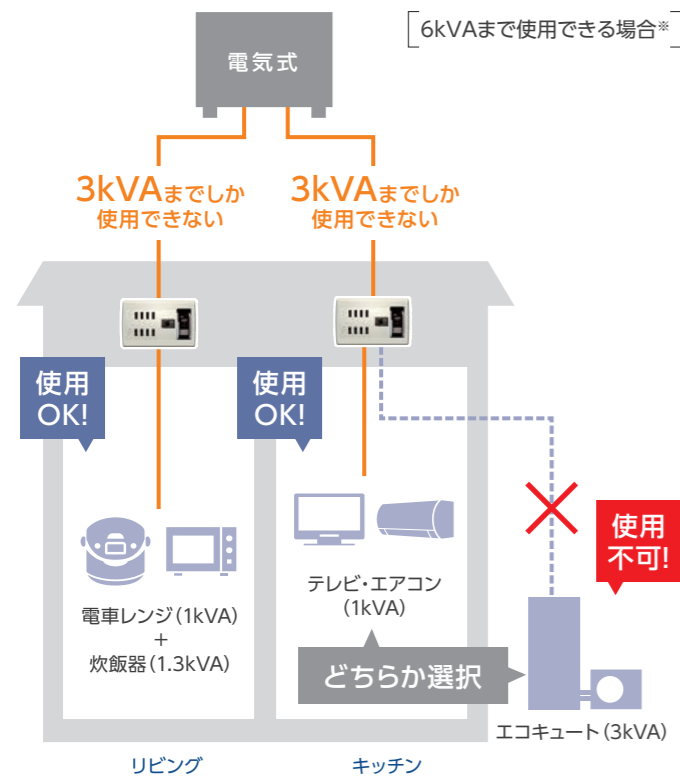 6kVAまで使用できる場合※
電気式
3kVAまでしか
使用できない
3kVAまでしか
使用できない
使用
OK!
使用
OK!
使用
不可!
電車レンジ(1kVA)
+
炊飯器(1.3kVA)
テレビ・エアコン
(1kVA)
どちらか選択
エコキュート(3kVA)
リビング
キッチン